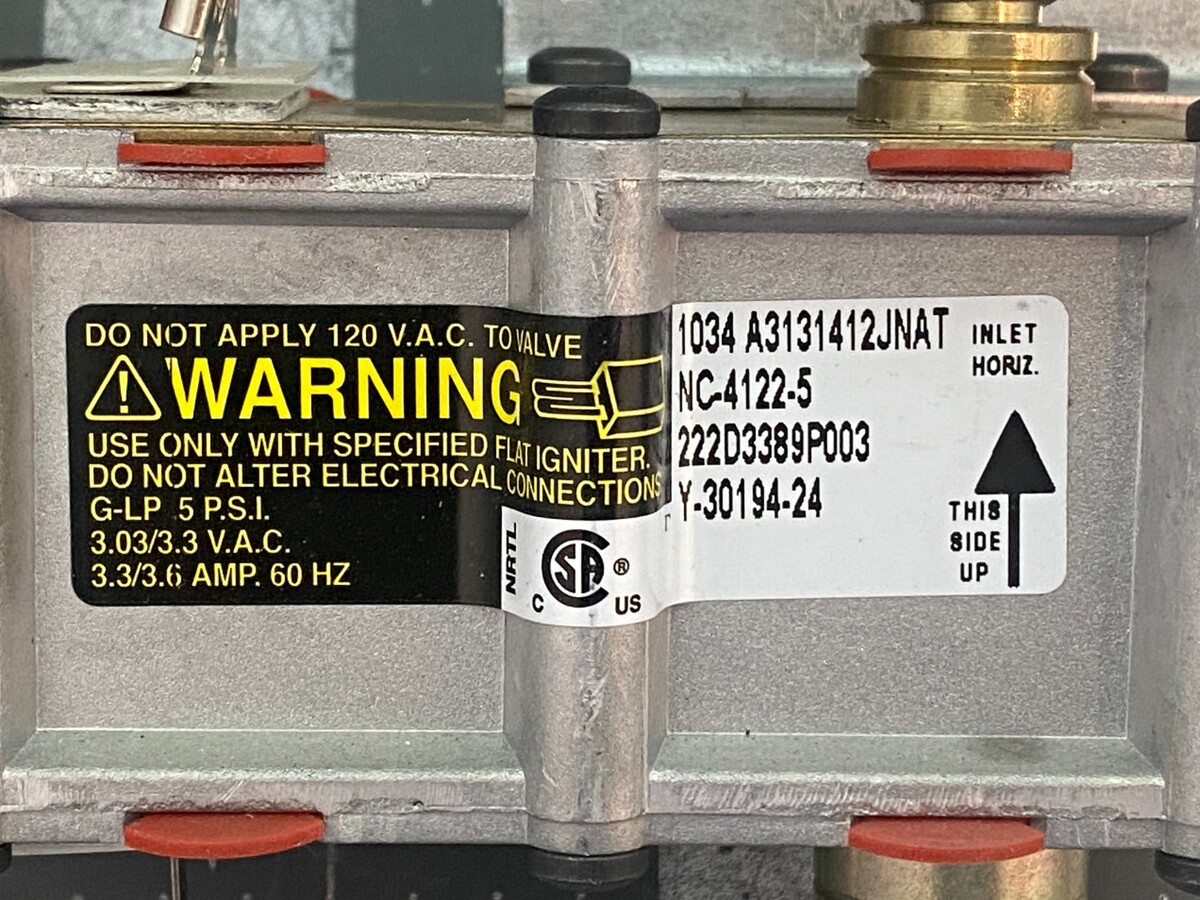 DO NOT APPLY 120 V.A.C. TO VALVE
WARNING
USE ONLY WITH SPECIFIED FLAT IGNITER.
DO NOT ALTER ELECTRICAL CONNECTIONS
G-LP .5 P.S.I.
3.03/3.3 V.A.C.
3.3/3.6 AMP. 60 HZ
NRTL
CSA ®
C US
1034 A3131412JNAT
NC-4122-5
222D3389P003
Y-30194-24
INLET
HORIZ.
THIS
SIDE
UP